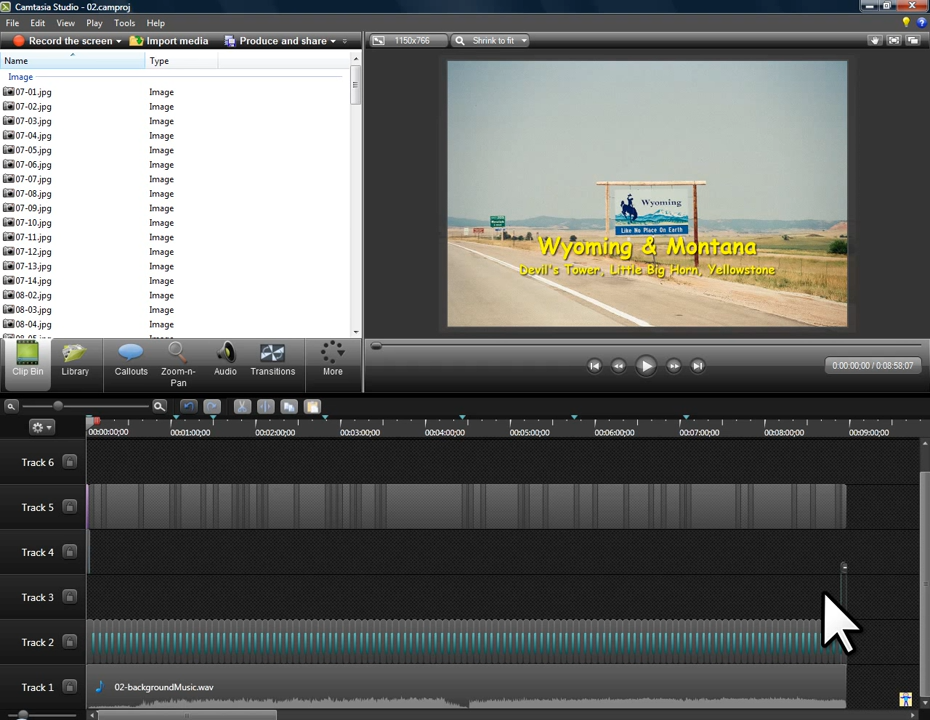 Camtasia Studio - 02.camproj
File Edit View Play Tools Help
Record the screen Import media Produce and share
1150x766 Shrink to fit
Name Type
Image
07-01.jpg Image
07-02.jpg Image
07-03.jpg Image
07-04.jpg Image
07-05.jpg Image
07-06.jpg Image
07-07.jpg Image
07-08.jpg Image
07-09.jpg Image
07-10.jpg Image
07-11.jpg Image
07-12.jpg Image
07-13.jpg Image
07-14.jpg Image
08-02.jpg Image
08-03.jpg Image
08-04.jpg Image
Wyoming
Like No Place On Earth
Wyoming & Montana
Devil's Tower, Little Big Horn, Yellowstone
Clip Bin Library Callouts Zoom-n-Pan Audio Transitions More
0:00:00;00 / 0:08:58;07
00:00:00;00 00:01:00;00 00:02:00;00 00:03:00;00 00:04:00;00 00:05:00;00 00:06:00;00 00:07:00;00 00:08:00;00 00:09:00;00
Track 6
Track 5
Track 4
Track 3
Track 2
Track 1 02-backgroundMusic.wav